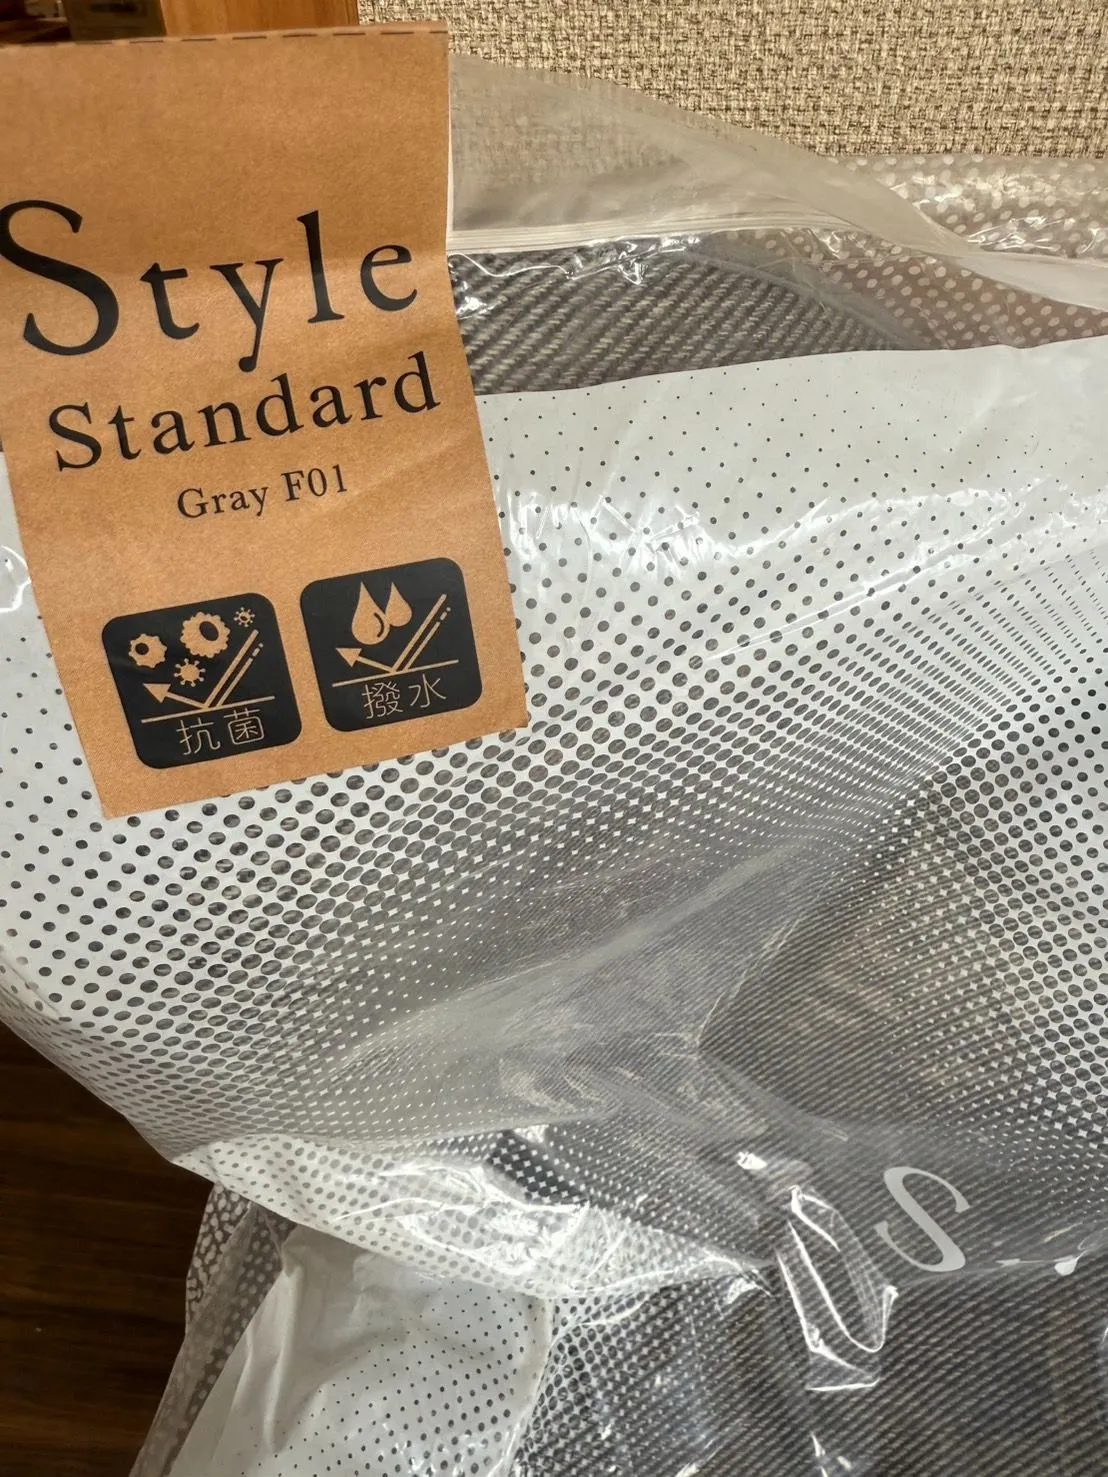 Style
Standard
Gray F01
抗菌
撥水
S